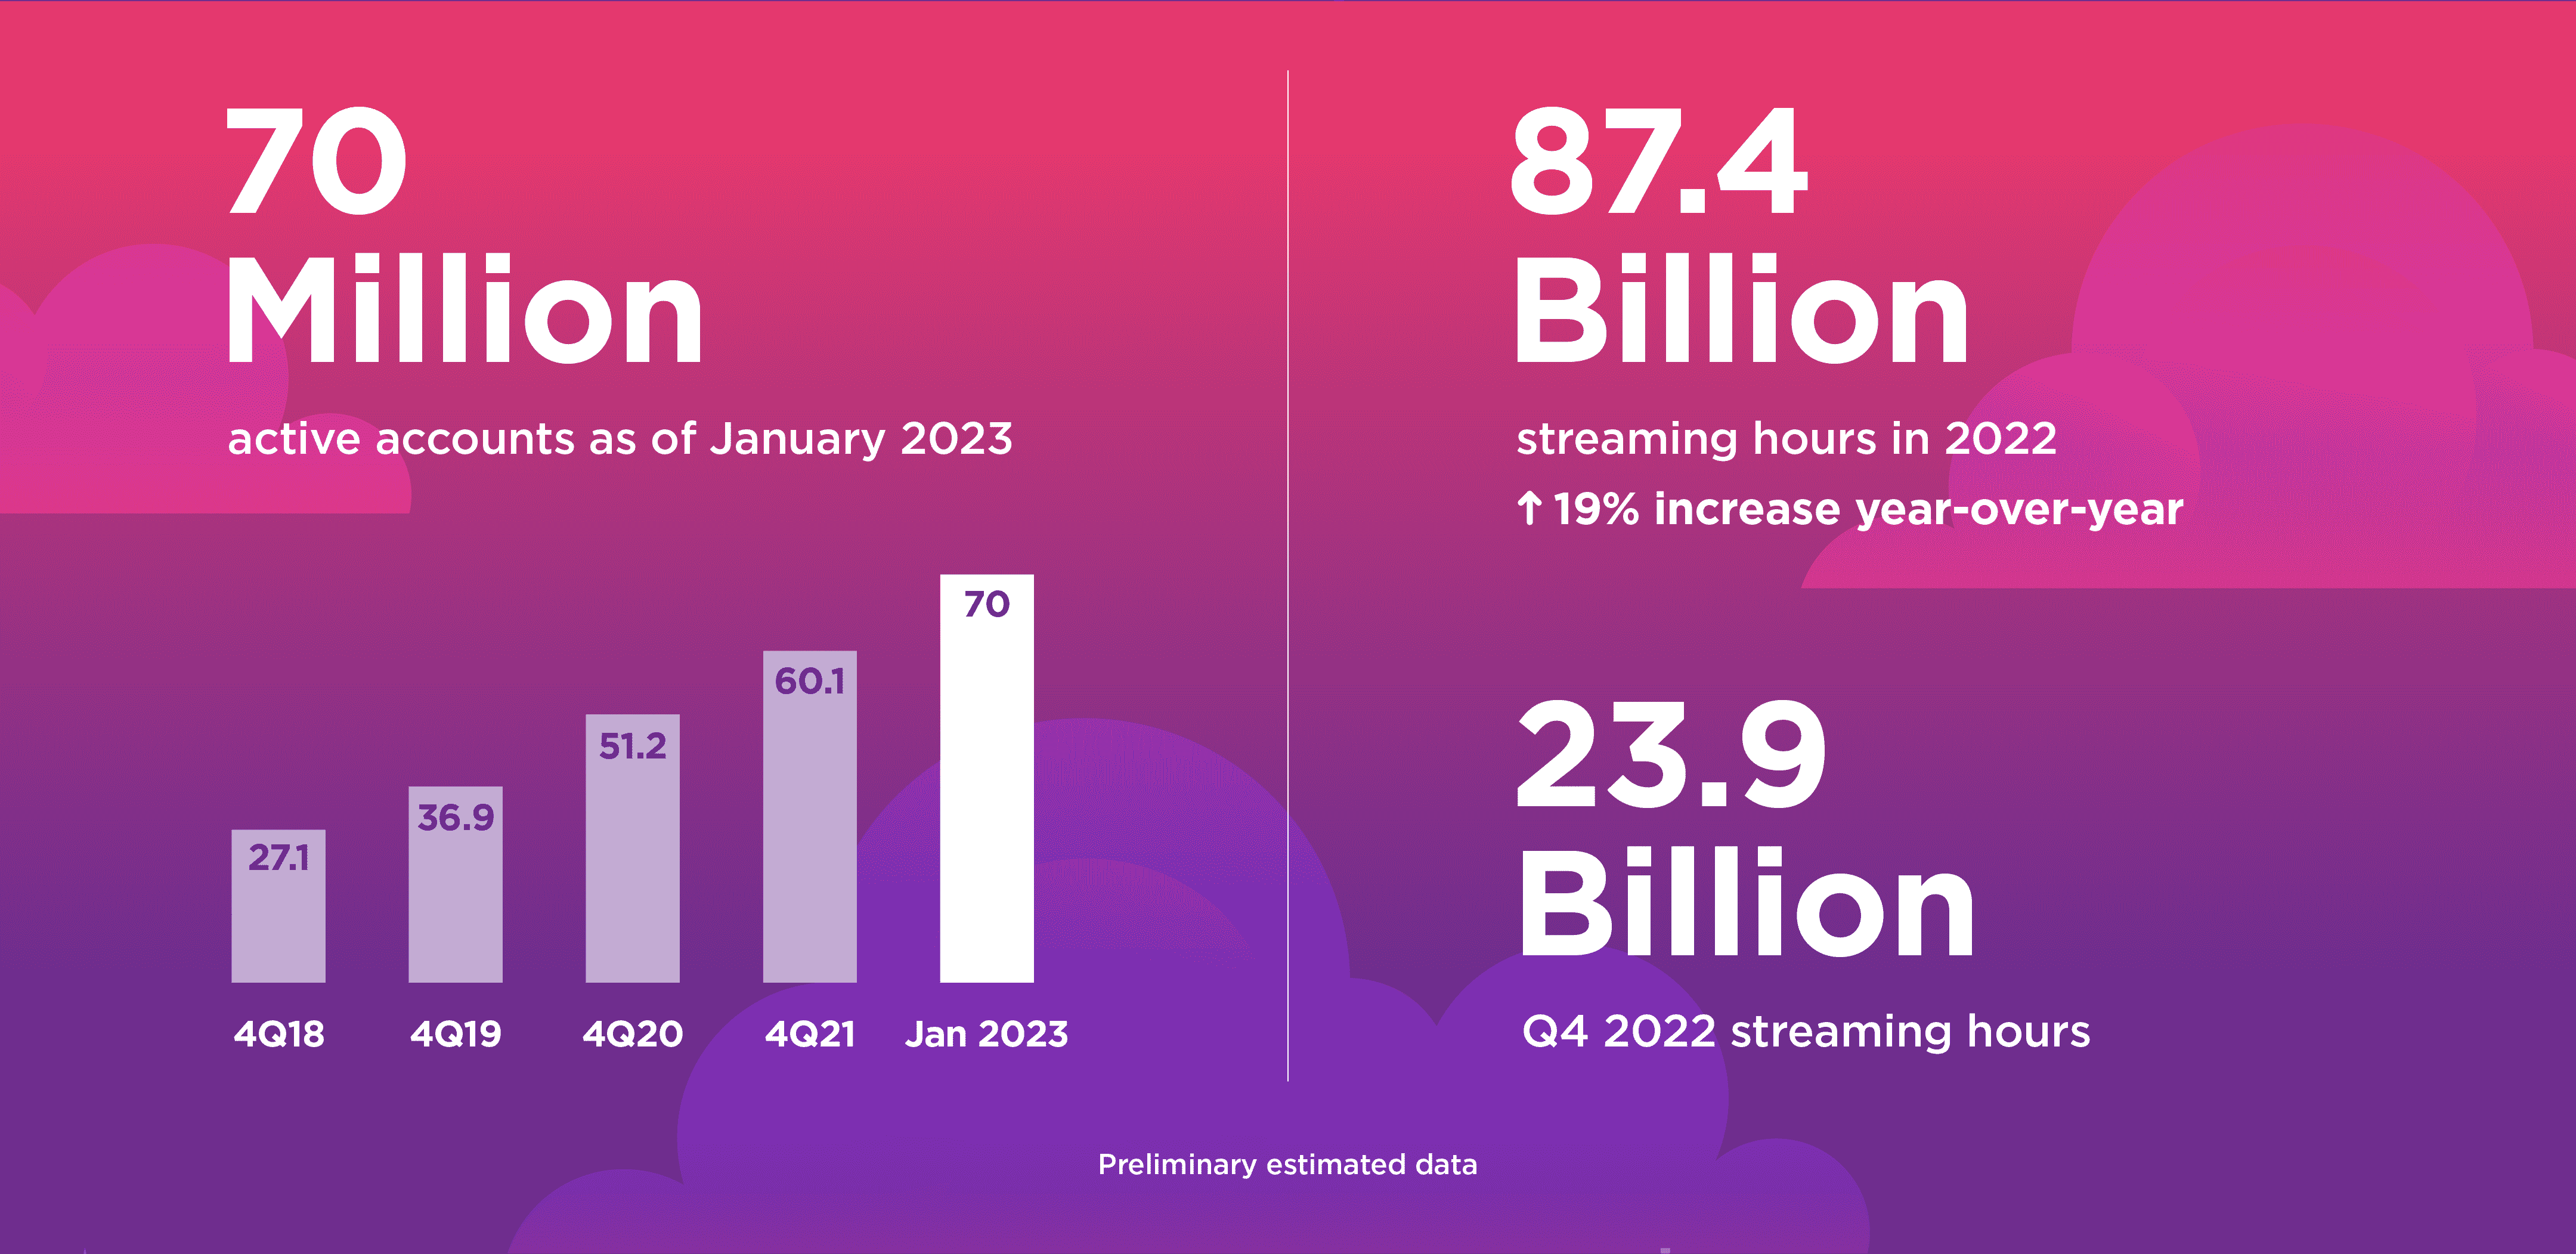 70
Million
active accounts as of January 2023
70
60.1
51.2
36.9
27.1
4Q18 4Q19 4Q20 4Q21 Jan 2023
87.4
Billion
streaming hours in 2022
↑ 19% increase year-over-year
23.9
Billion
Q4 2022 streaming hours
Preliminary estimated data